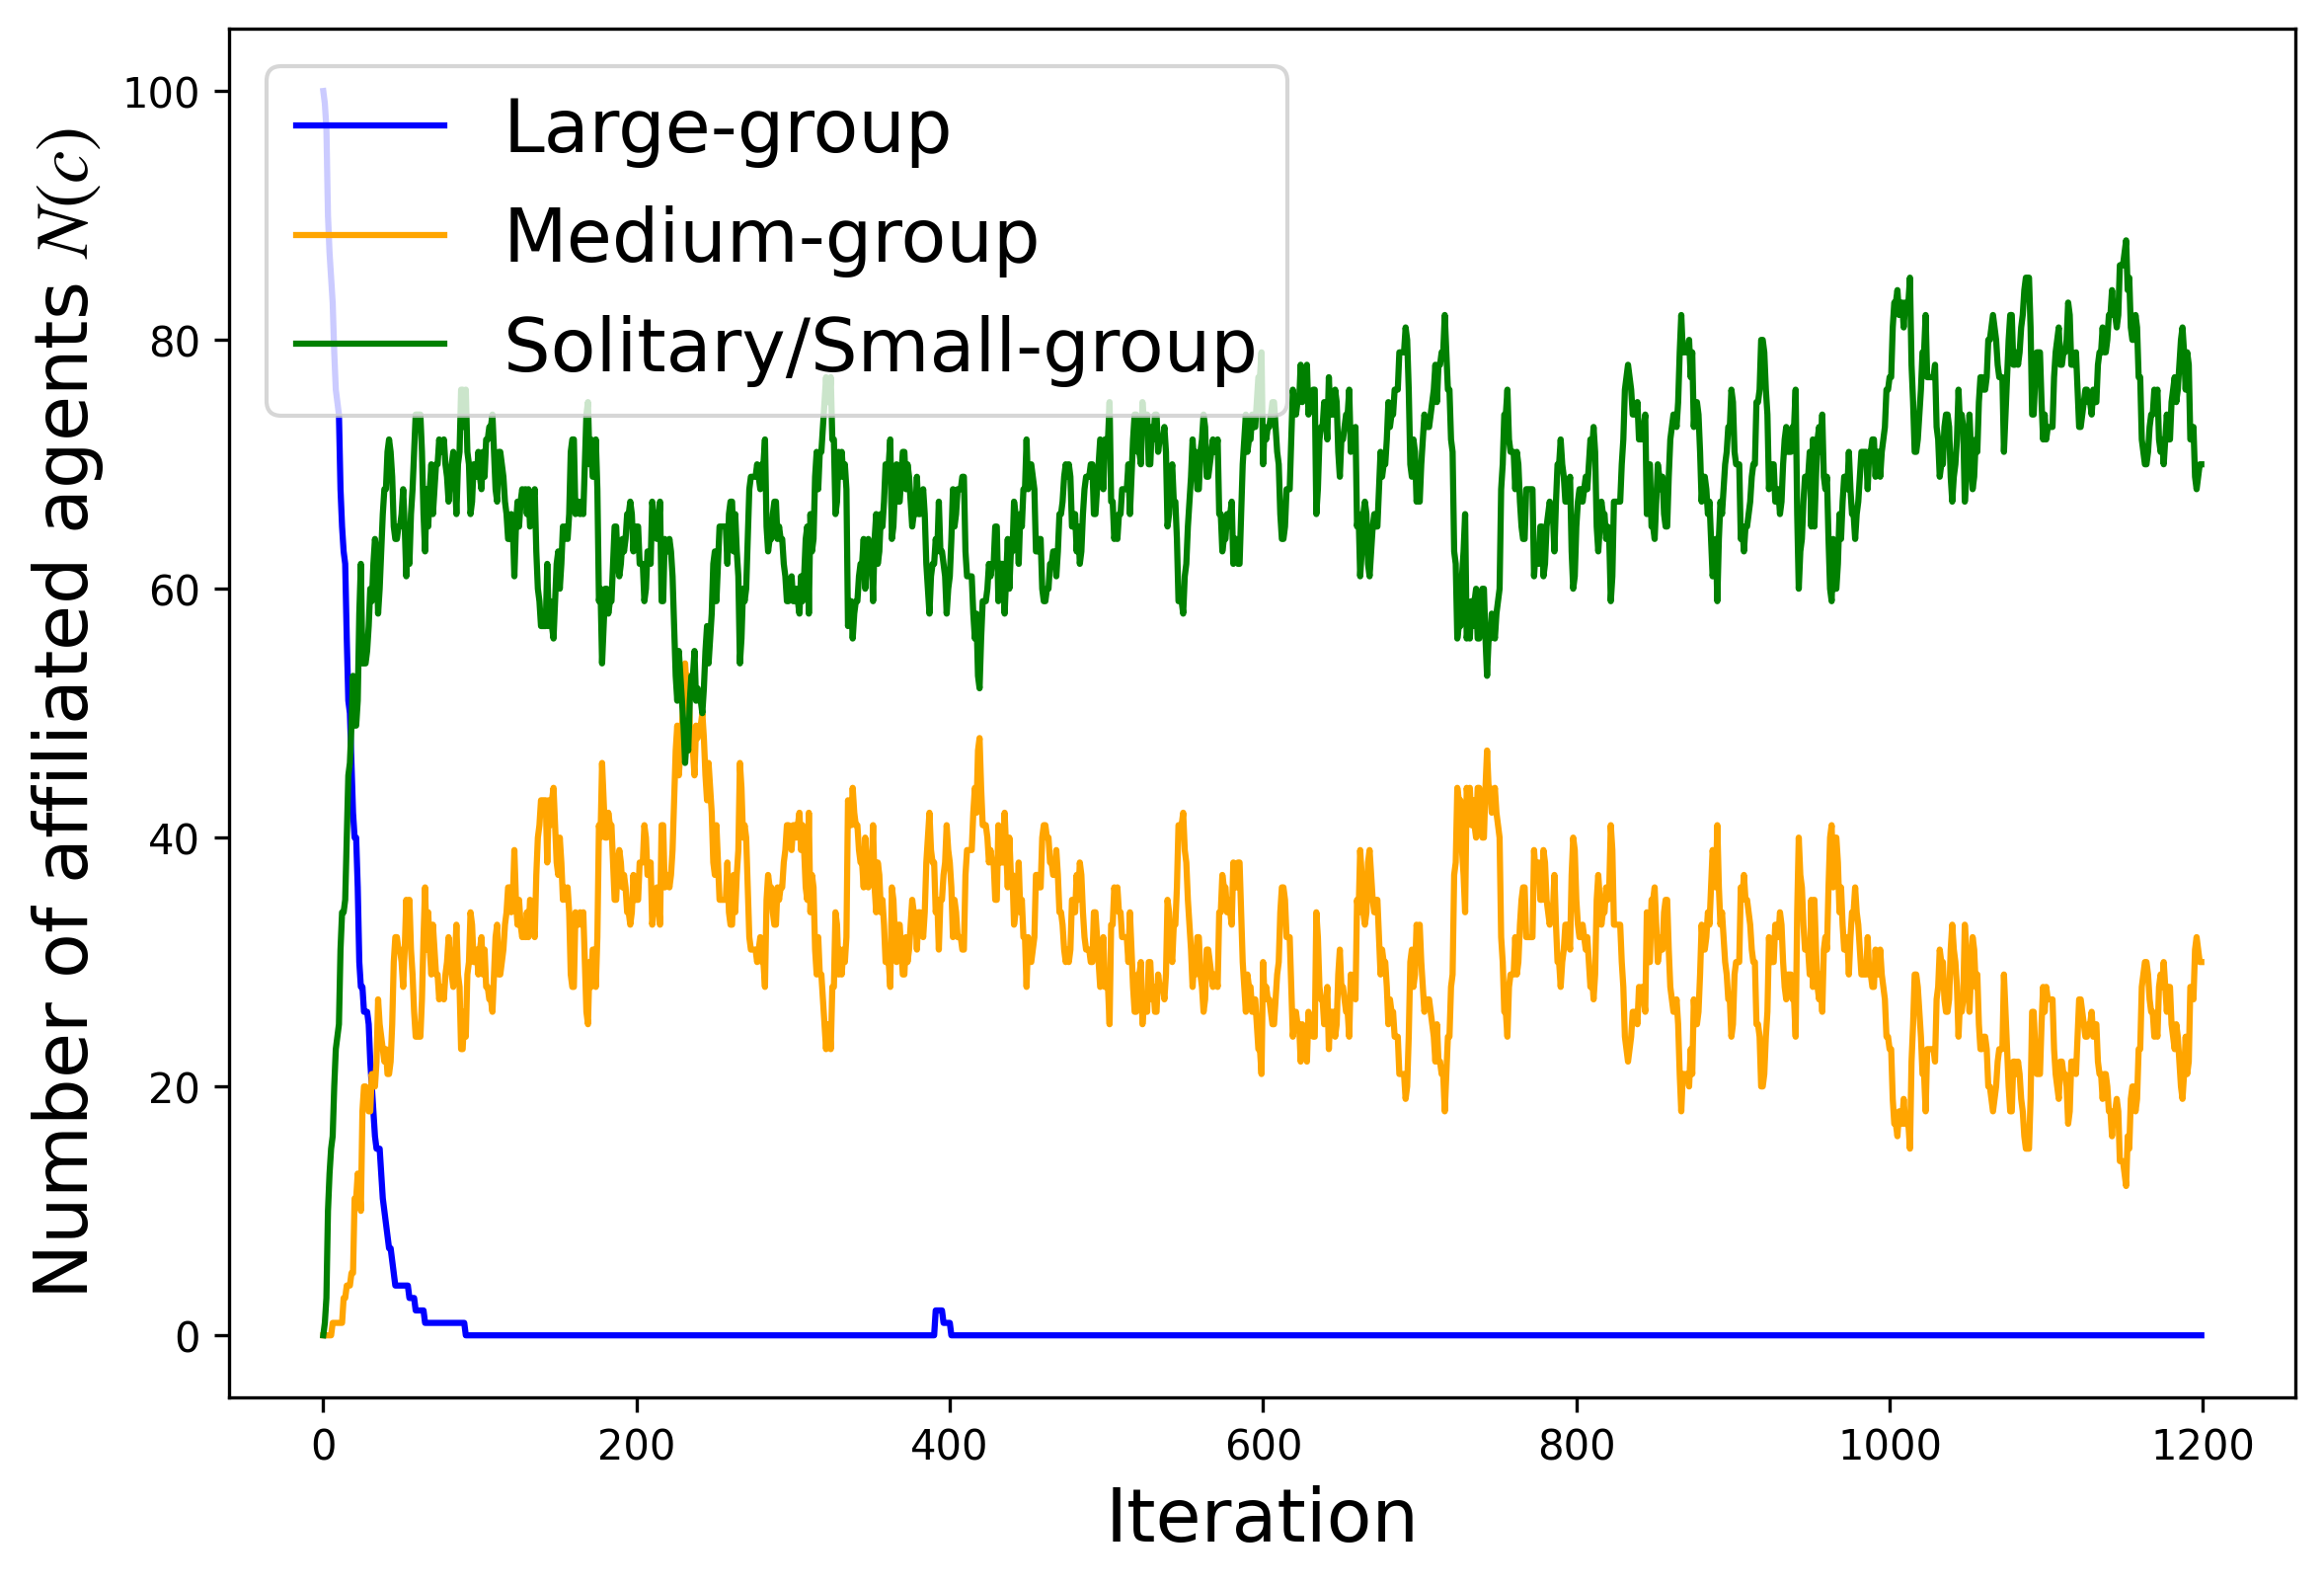 Number of affiliated agents N(c)
100
80
60
40
20
0
Large-group
Medium-group
Solitary/Small-group
0 200 400 600 800 1000 1200
Iteration